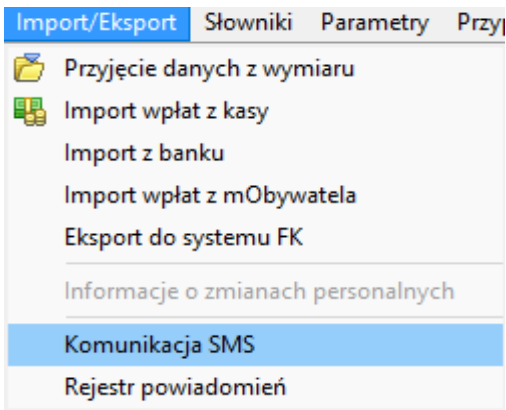 Import/Eksport Słowniki Parametry
Przyjęcie danych z wymiaru
Import wpłat z kasy
Import z banku
Import wpłat z mObywatela
Eksport do systemu FK
Informacje o zmianach personalnych
Komunikacja SMS
Rejestr powiadomień